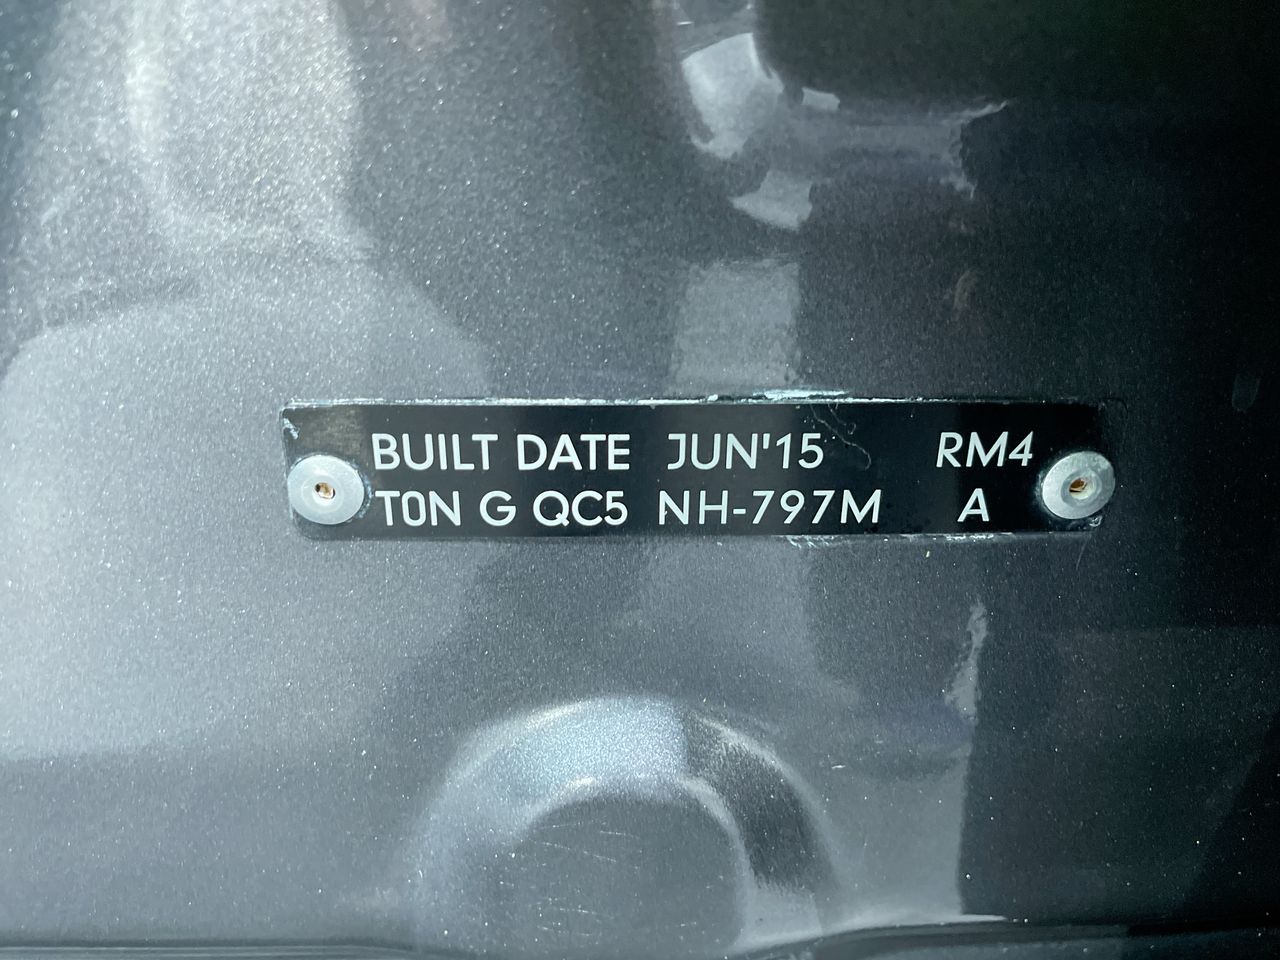 BUILT DATE JUN'15 RM4
T0N G QC5 NH-797M A